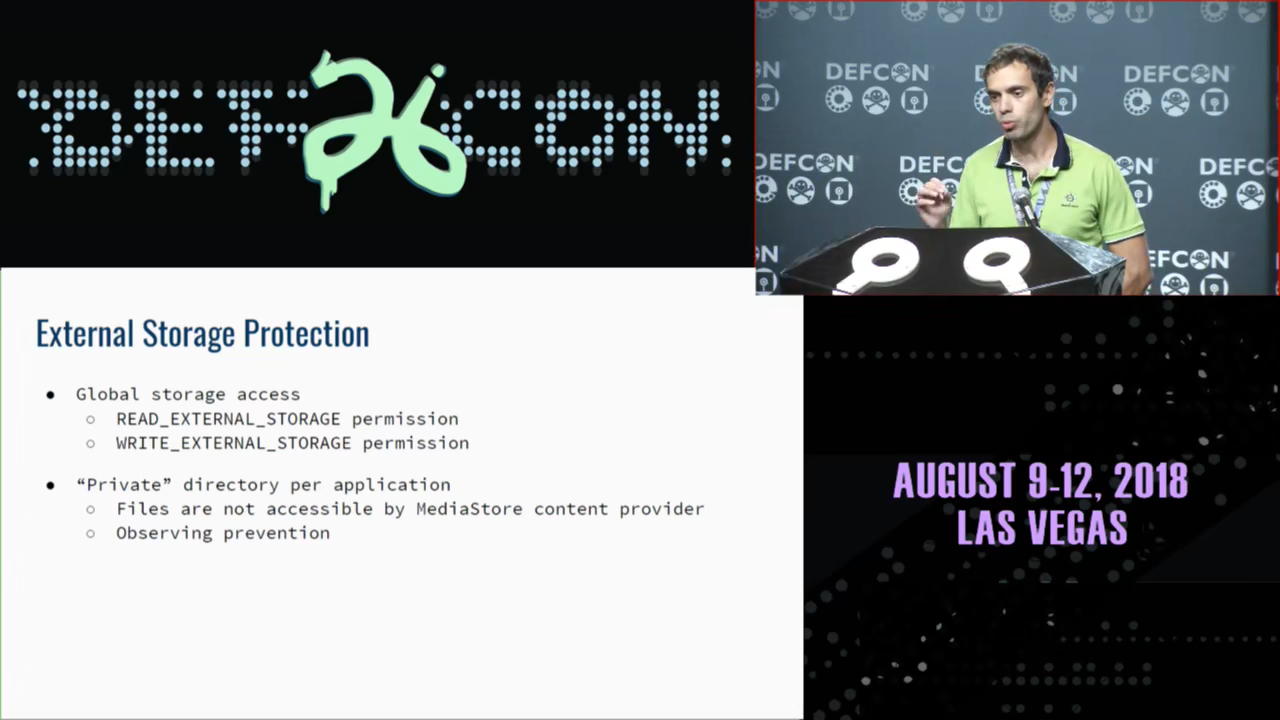 DEF 26 CON
DEFCON
DEFCON
DEFCON
DEFCON
DEFCON
External Storage Protection
• Global storage access
○ READ_EXTERNAL_STORAGE permission
○ WRITE_EXTERNAL_STORAGE permission
• “Private” directory per application
○ Files are not accessible by MediaStore content provider
○ Observing prevention
AUGUST 9-12, 2018
LAS VEGAS